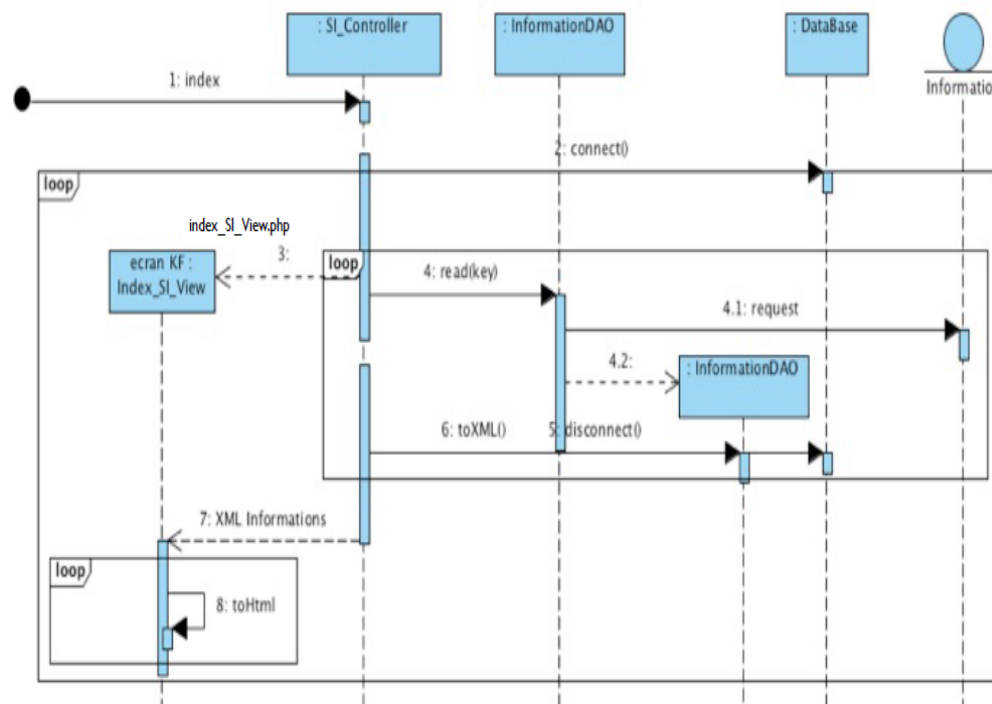 : SI_Controller
: InformationDAO
: DataBase
Informatio
1: index
2: connect()
loop
index_SI_View.php
3:
loop
ecran KF :
Index_SI_View
4: read(key)
4.1: request
4.2:
: InformationDAO
6: toXML()
5: disconnect()
7: XML Informations
loop
8: toHtml